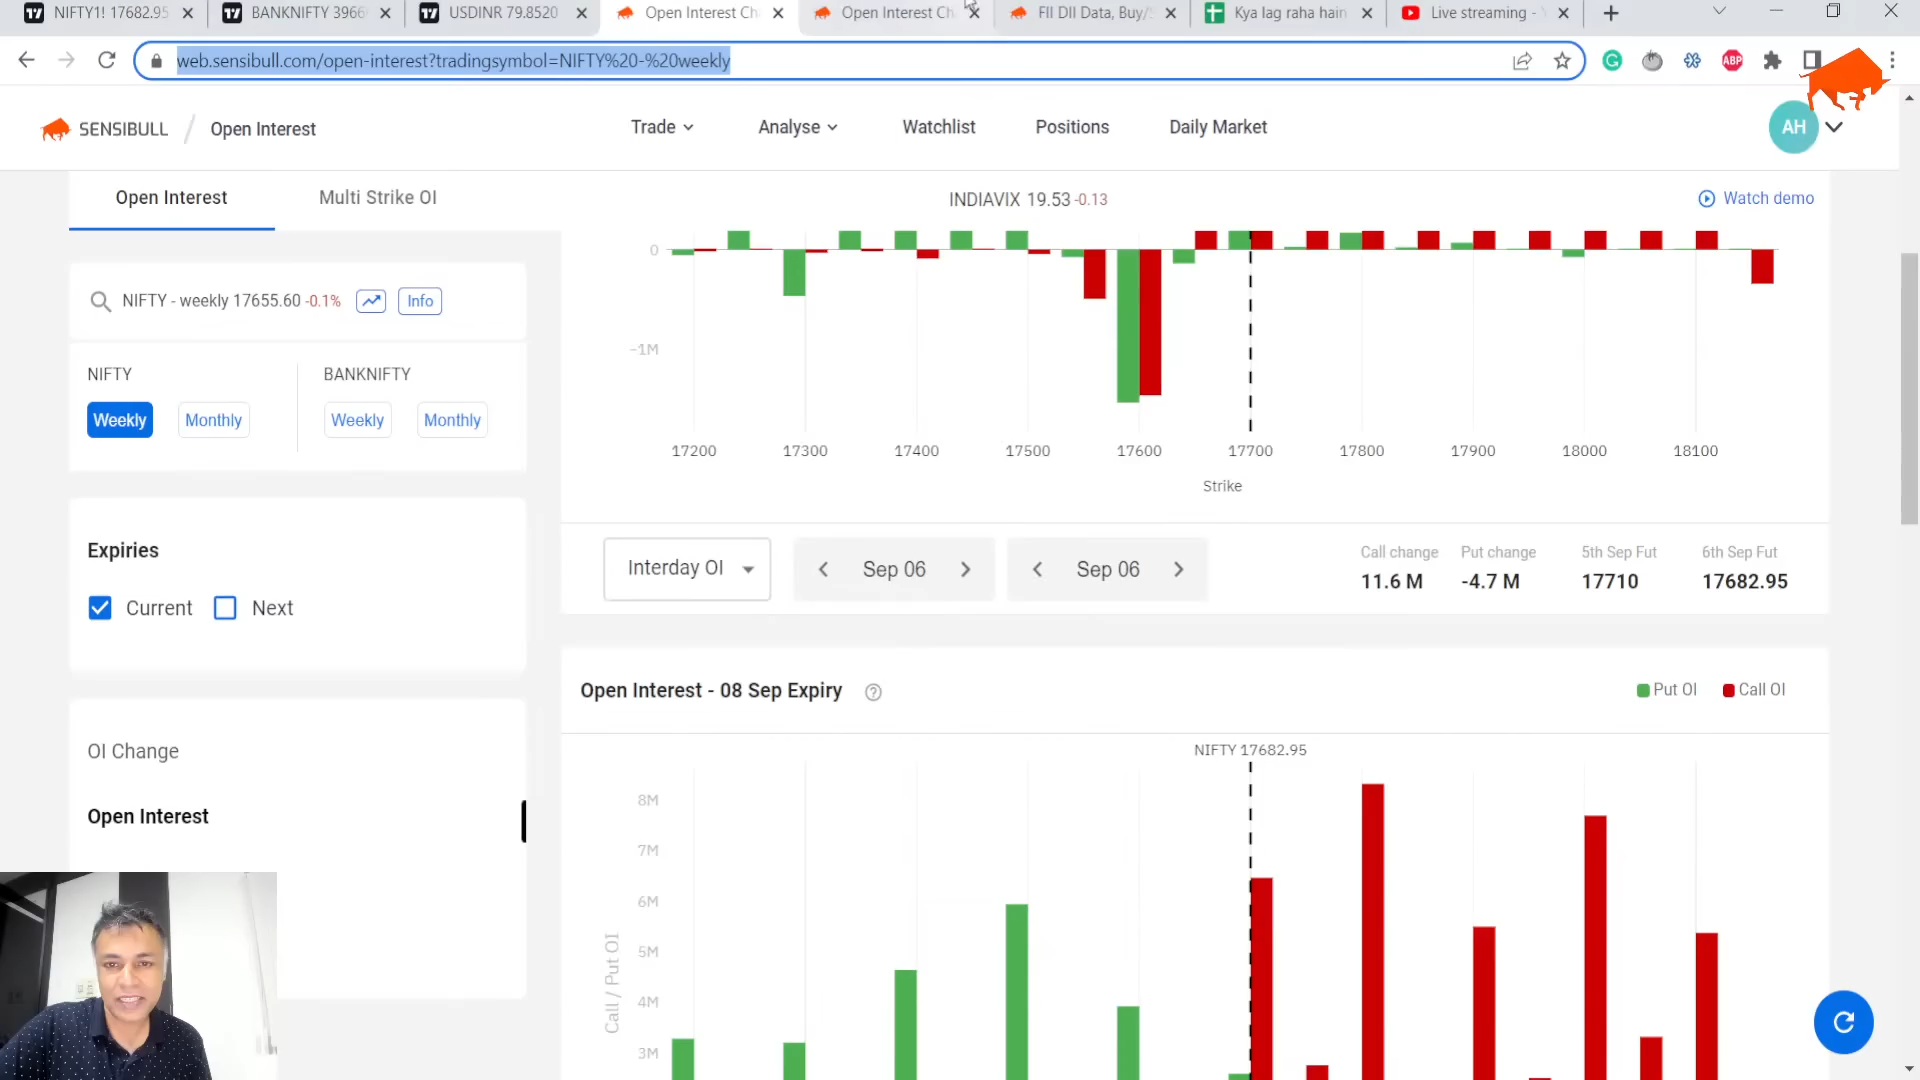 NIFTY1! 17682.95
BANKNIFTY 3966
USDINR 79.8520
Open Interest Ch
Open Interest Ch
FII DII Data, Buy/
Kya lag raha hain
Live streaming - Y
web.sensibull.com/open-interest?tradingsymbol=NIFTY%20-%20weekly
G
ABP
SENSIBULL / Open Interest
Trade
Analyse
Watchlist
Positions
Daily Market
AH
Open Interest
Multi Strike OI
INDIAVIX 19.53 -0.13
Watch demo
NIFTY - weekly 17655.60 -0.1%
Info
NIFTY
BANKNIFTY
Weekly
Monthly
Weekly
Monthly
0
-1M
17200 17300 17400 17500 17600 17700 17800 17900 18000 18100
Strike
Expiries
Current
Next
Interday OI
Sep 06
Sep 06
Call change
11.6 M
Put change
-4.7 M
5th Sep Fut
17710
6th Sep Fut
17682.95
Open Interest - 08 Sep Expiry
Put OI
Call OI
OI Change
Open Interest
NIFTY 17682.95
8M
7M
6M
5M
4M
3M
Call / Put OI